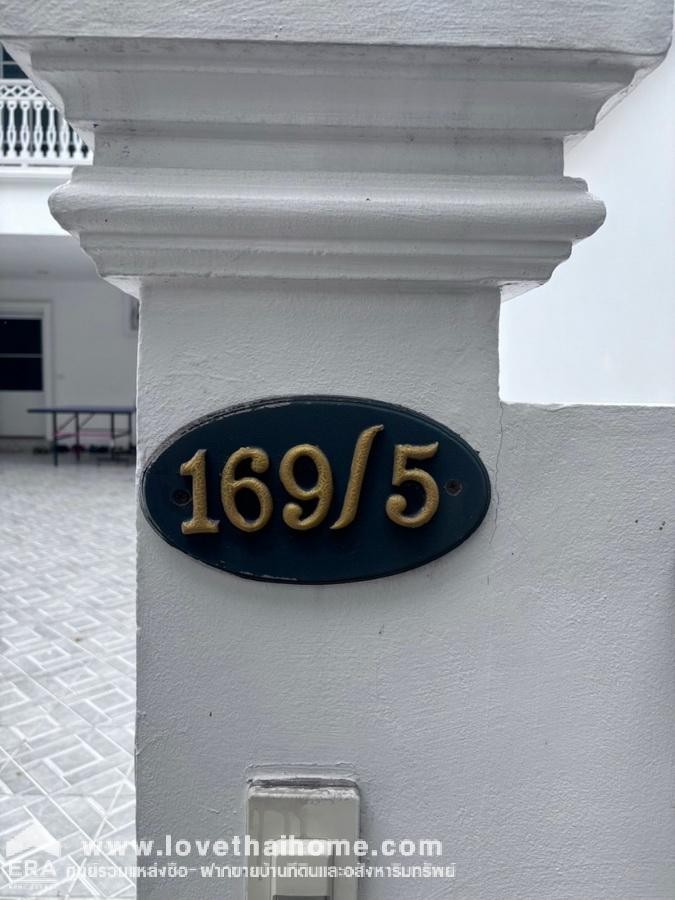 169/5
www.lovethaihome.com
ERA ศูนย์รวมแหล่งซื้อ-ฝากขายบ้านที่ดินและอสังหาริมทรัพย์
REAL ESTATE